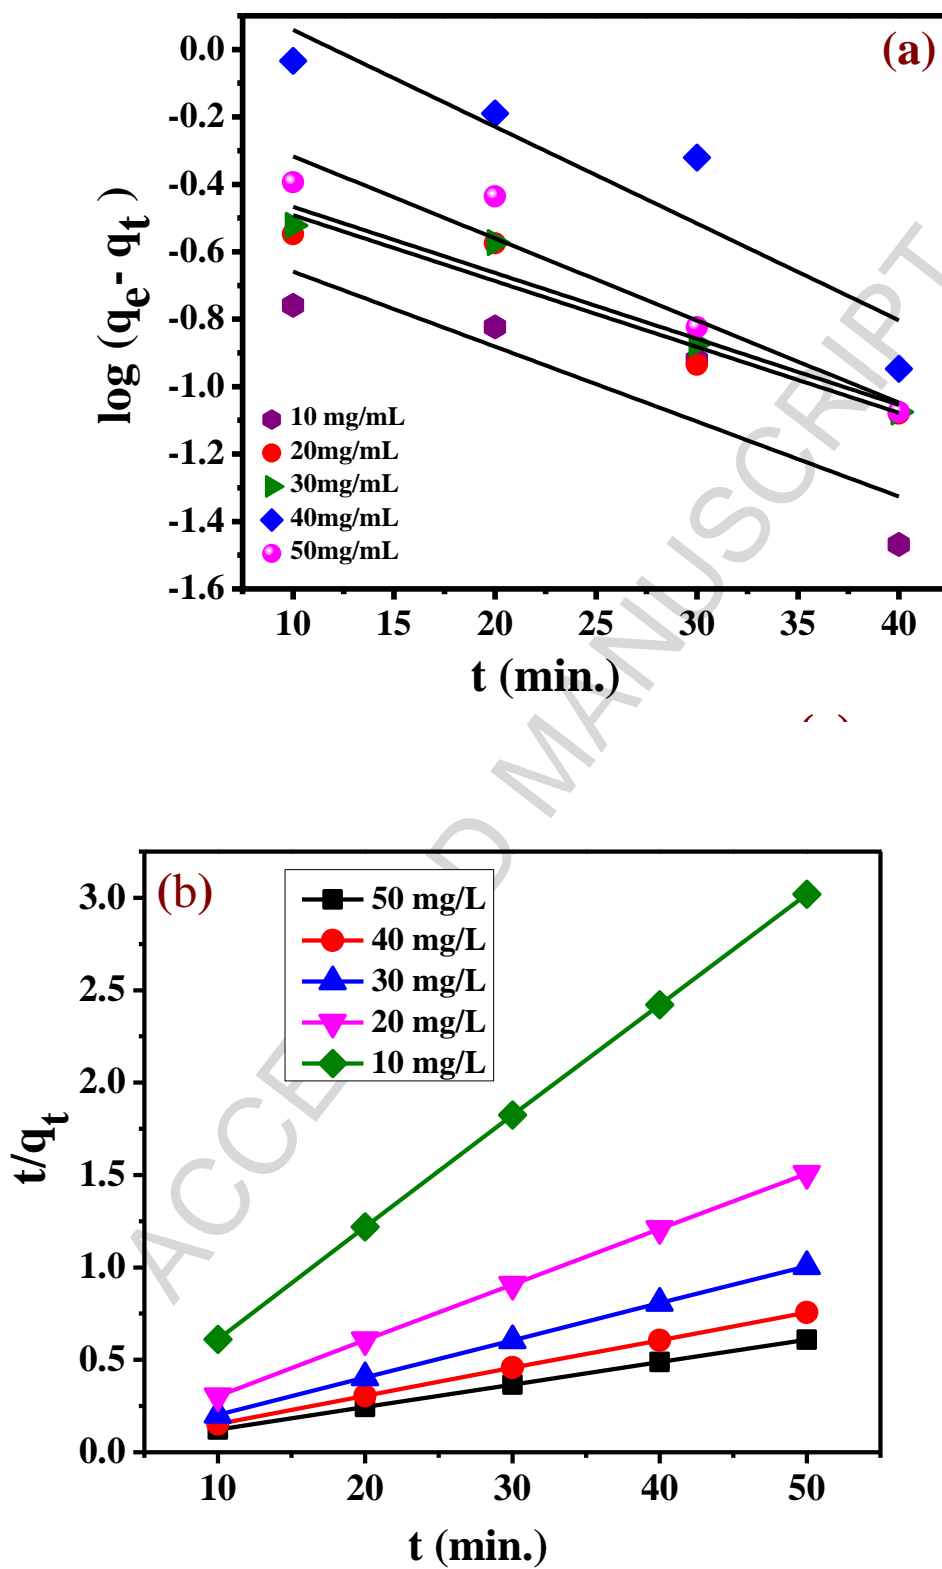 (a)
0.0
-0.2
-0.4
-0.6
-0.8
-1.0
-1.2
-1.4
-1.6
log (qe- qt )
10 mg/mL
20mg/mL
30mg/mL
40mg/mL
50mg/mL
10 15 20 25 30 35 40
t (min.)
(b)
3.0
2.5
2.0
1.5
1.0
0.5
0.0
t/qt
50 mg/L
40 mg/L
30 mg/L
20 mg/L
10 mg/L
10 20 30 40 50
t (min.)
ACCEPTED MANUSCRIPT